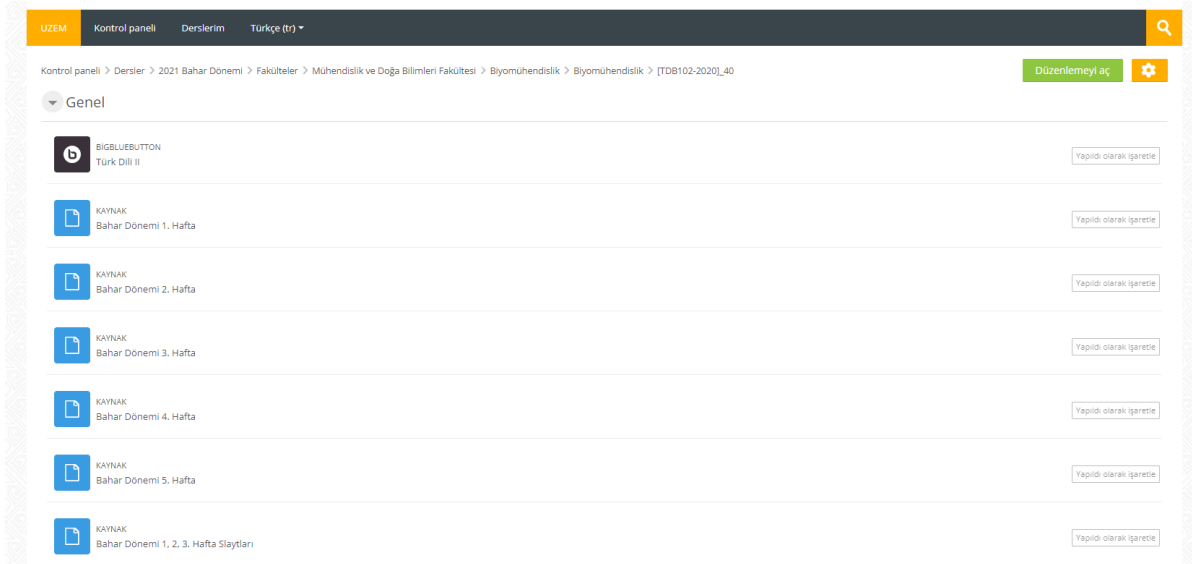 UZEM Kontrol paneli Derslerim Türkçe (tr)
Kontrol paneli > Dersler > 2021 Bahar Dönemi > Fakülteler > Mühendislik ve Doğa Bilimleri Fakültesi > Biyomühendislik > Biyomühendislik > [TDB102-2020]_40 Düzenlemeyi aç
Genel
BİGBLUEBUTTON
Türk Dili II Yapıldı olarak işaretle
KAYNAK
Bahar Dönemi 1. Hafta Yapıldı olarak işaretle
KAYNAK
Bahar Dönemi 2. Hafta Yapıldı olarak işaretle
KAYNAK
Bahar Dönemi 3. Hafta Yapıldı olarak işaretle
KAYNAK
Bahar Dönemi 4. Hafta Yapıldı olarak işaretle
KAYNAK
Bahar Dönemi 5. Hafta Yapıldı olarak işaretle
KAYNAK
Bahar Dönemi 1, 2, 3. Hafta Slaytları Yapıldı olarak işaretle